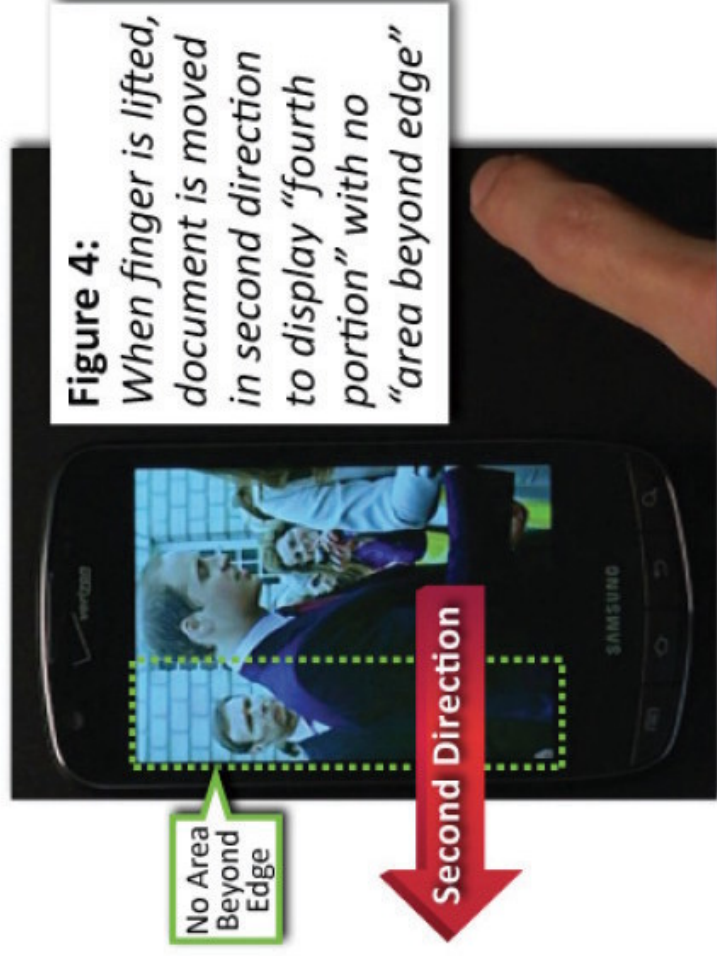 Figure 4:
When finger is lifted,
document is moved
in second direction
to display "fourth
portion" with no
"area beyond edge"
No Area
Beyond
Edge
verizon
Second Direction
SAMSUNG